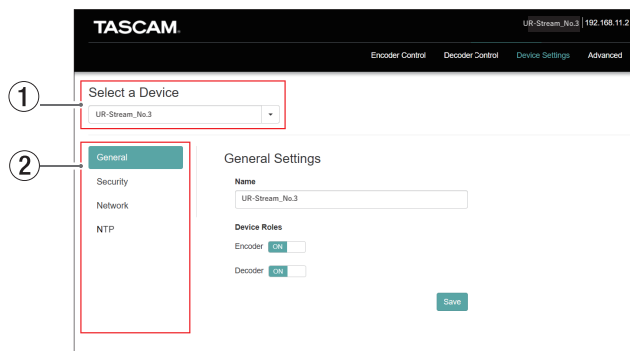 TASCAM
UR-Stream_No.3 192.168.11.2
Encoder Control Decoder Control Device Settings Advanced
1
Select a Device
UR-Stream_No.3
2
General
Security
Network
NTP
General Settings
Name
UR-Stream_No.3
Device Roles
Encoder ON
Decoder ON
Save